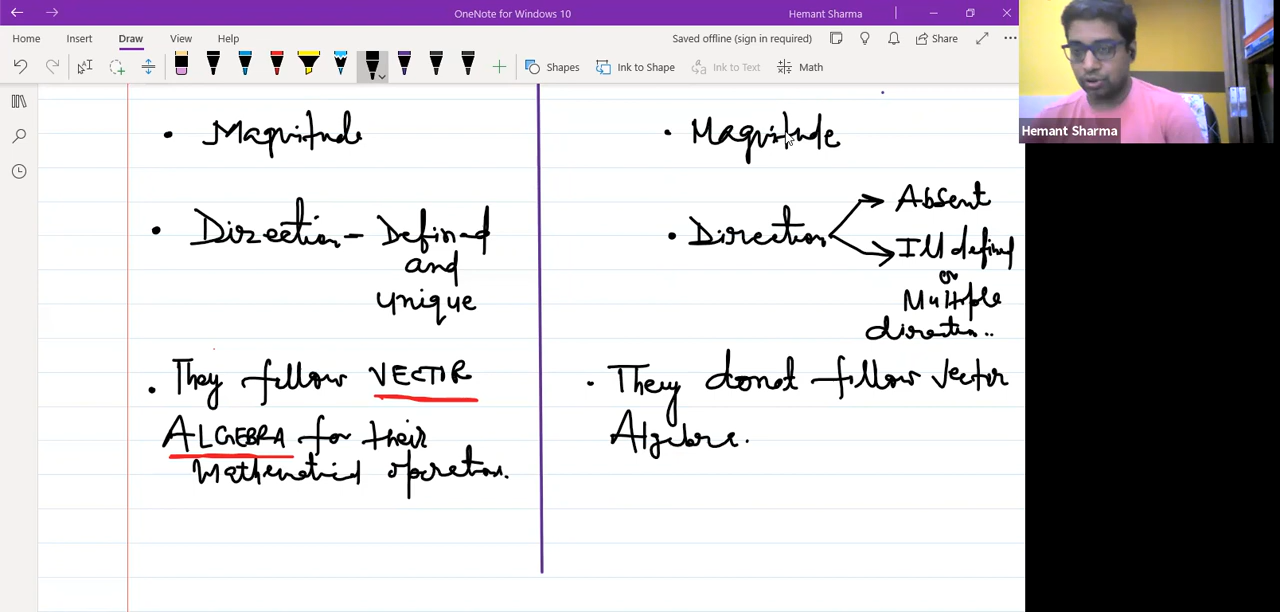 OneNote for Windows 10
Hemant Sharma
Home Insert Draw View Help
Saved offline (sign in required)
Share
Shapes
Ink to Shape
Ink to Text
Math
Hemant Sharma
• Magnitude
• Direction - Defined
and
unique
• They follow VECTOR
ALGEBRA for their
Mathematical operation.
• Magnitude
• Direction
Absent
Ill defined
or
Multiple
direction..
• They donot follow Vector
Algebra.